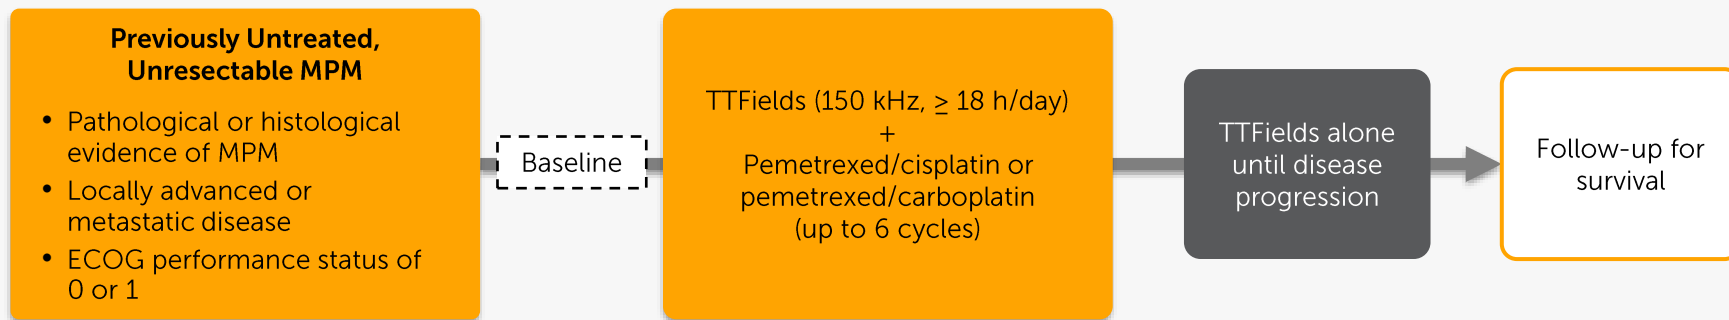 Previously Untreated,
Unresectable MPM
• Pathological or histological
evidence of MPM
• Locally advanced or
metastatic disease
• ECOG performance status of
0 or 1
Baseline
TTFields (150 kHz, ≥ 18 h/day)
+
Pemetrexed/cisplatin or
pemetrexed/carboplatin
(up to 6 cycles)
TTFields alone
until disease
progression
Follow-up for
survival